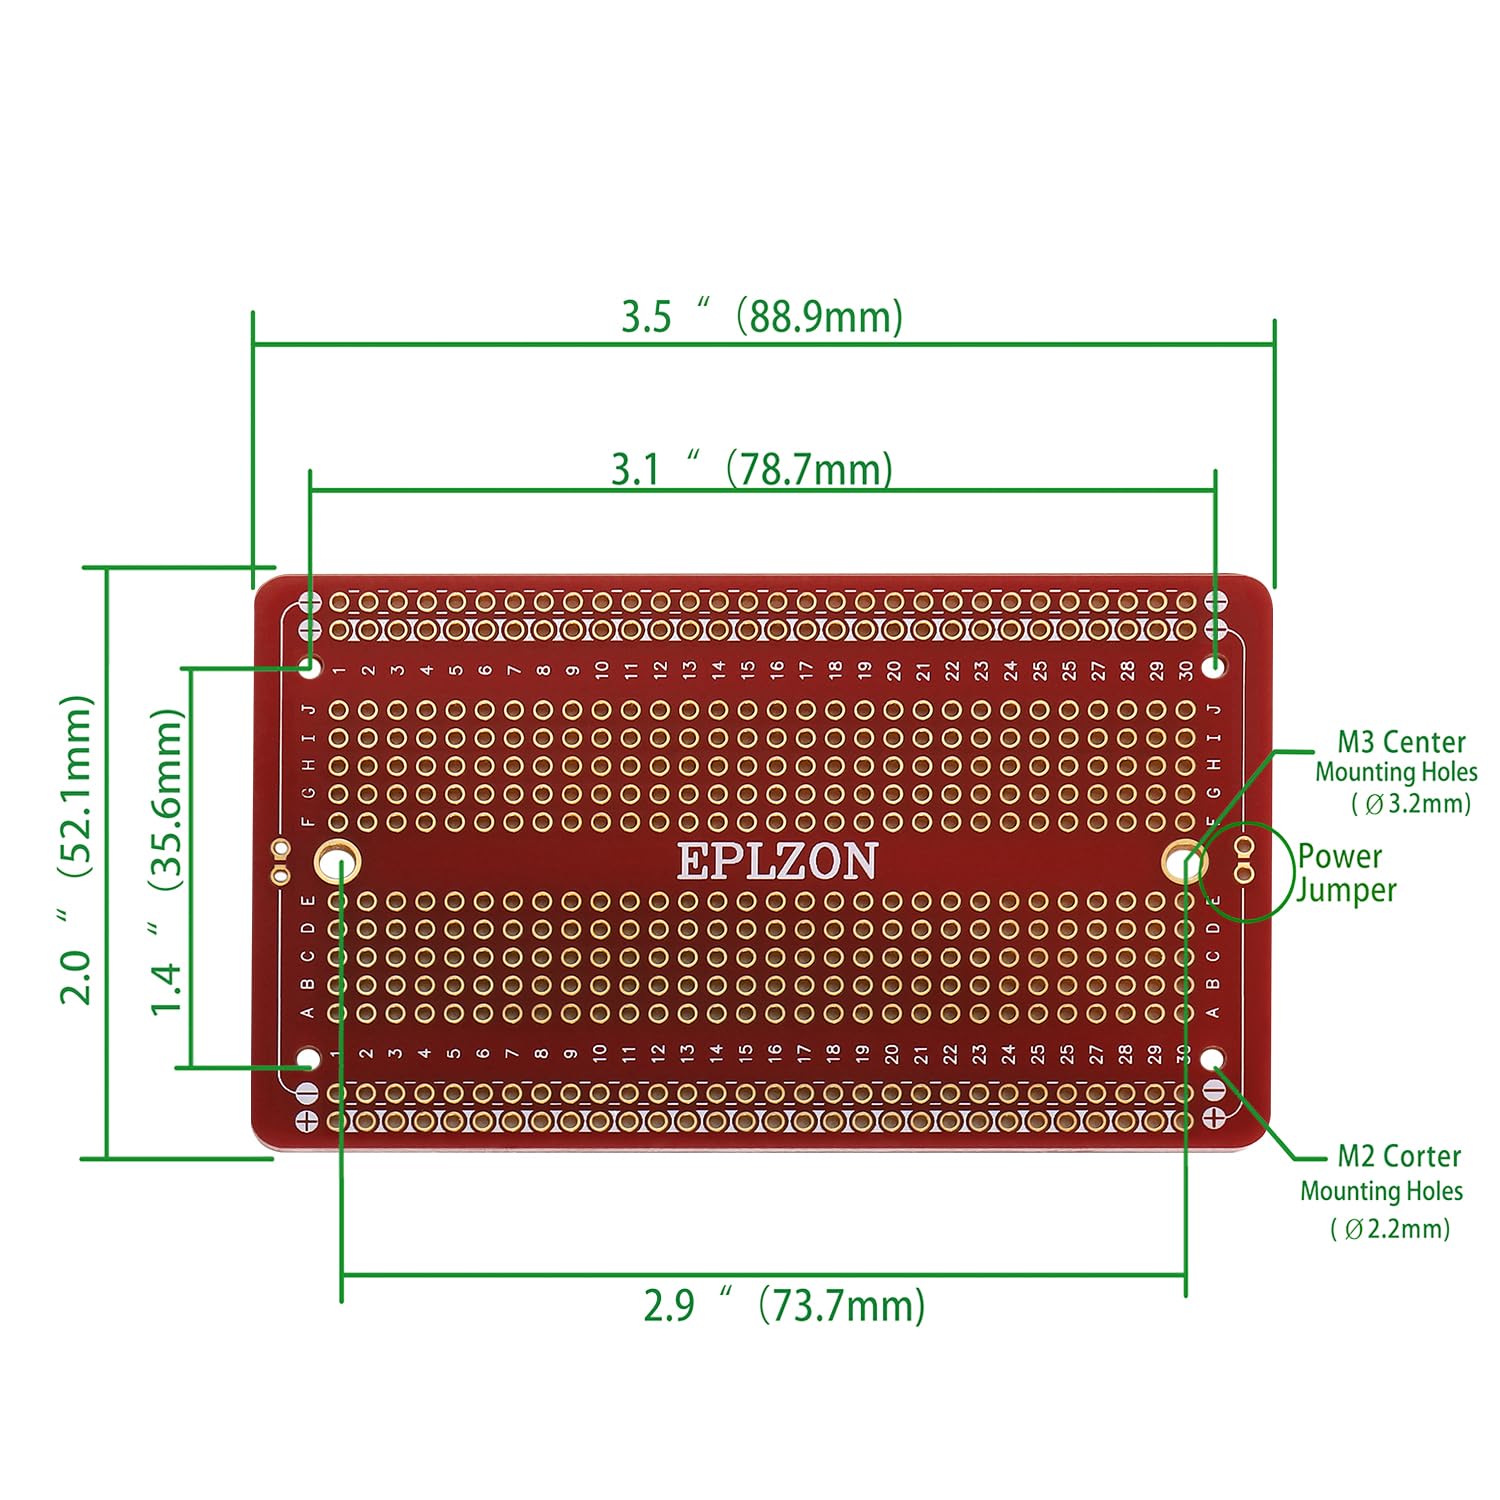 3.5 “ (88.9mm)
3.1 “ (78.7mm)
2.0 “ (52.1mm)
1.4 “ (35.6mm)
1 2 3 4 5 6 7 8 9 10 11 12 13 14 15 16 17 18 19 20 21 22 23 24 25 25 27 28 29 30
J J
I I
H H
G G
F F
M3 Center
Mounting Holes
( Ø 3.2mm)
EPLZON
Power
Jumper
E E
D D
C C
B B
A A
1 2 3 4 5 6 7 8 9 10 11 12 13 14 15 16 17 18 19 20 21 22 23 24 25 25 27 28 29 30
M2 Corter
Mounting Holes
( Ø 2.2mm)
2.9 “ (73.7mm)